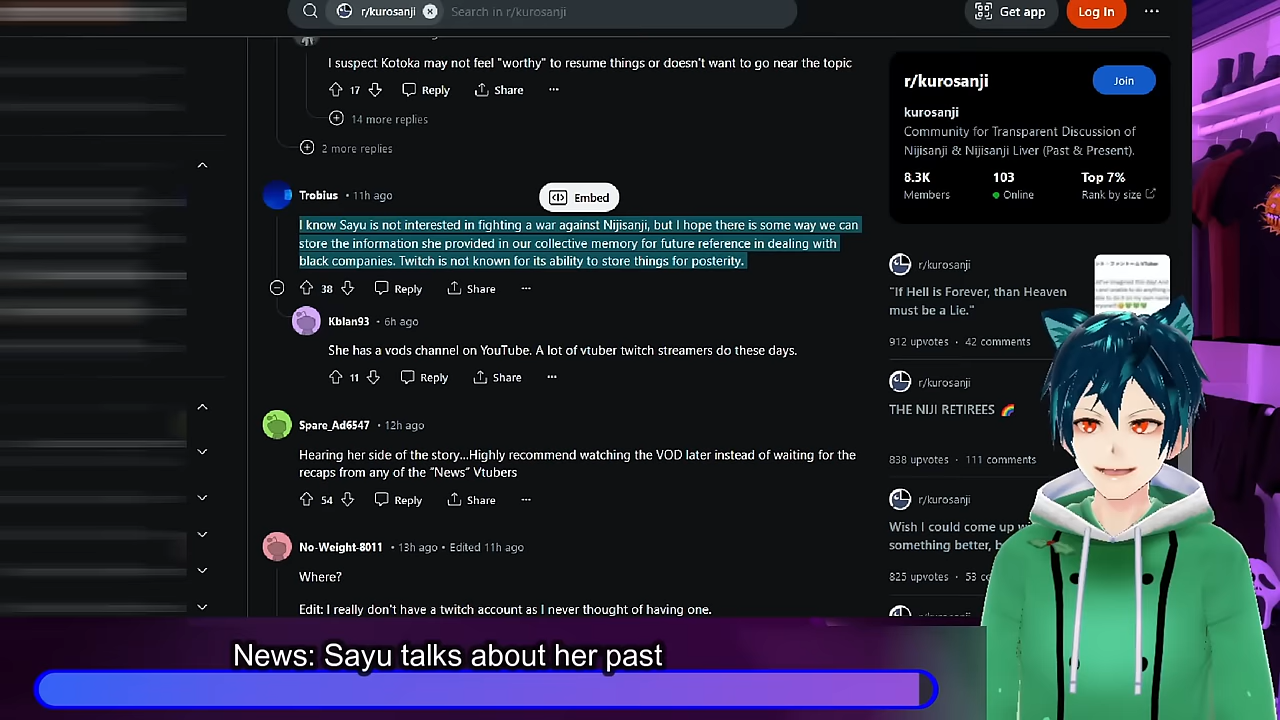 r/kurosanji
Search in r/kurosanji
Get app
Log In
I suspect Kotoka may not feel "worthy" to resume things or doesn't want to go near the topic
17
Reply
Share
14 more replies
2 more replies
Trobius • 11h ago
Embed
I know Sayu is not interested in fighting a war against Nijisanji, but I hope there is some way we can
store the information she provided in our collective memory for future reference in dealing with
black companies. Twitch is not known for its ability to store things for posterity.
38
Reply
Share
Kblan93 • 6h ago
She has a vods channel on YouTube. A lot of vtuber twitch streamers do these days.
11
Reply
Share
Spare_Ad6547 • 12h ago
Hearing her side of the story...Highly recommend watching the VOD later instead of waiting for the
recaps from any of the "News" Vtubers
54
Reply
Share
No-Weight-8011 • 13h ago • Edited 11h ago
Where?
Edit: I really don't have a twitch account as I never thought of having one.
r/kurosanji
Join
kurosanji
Community for Transparent Discussion of
Nijisanji & Nijisanji Liver (Past & Present).
8.3K
103
Top 7%
Members
Online
Rank by size
r/kurosanji
"If Hell is Forever, than Heaven
must be a Lie."
912 upvotes • 42 comments
r/kurosanji
THE NIJI RETIREES 🌈
838 upvotes • 111 comments
r/kurosanji
Wish I could come up
something better,
825 upvotes • 53
News: Sayu talks about her past